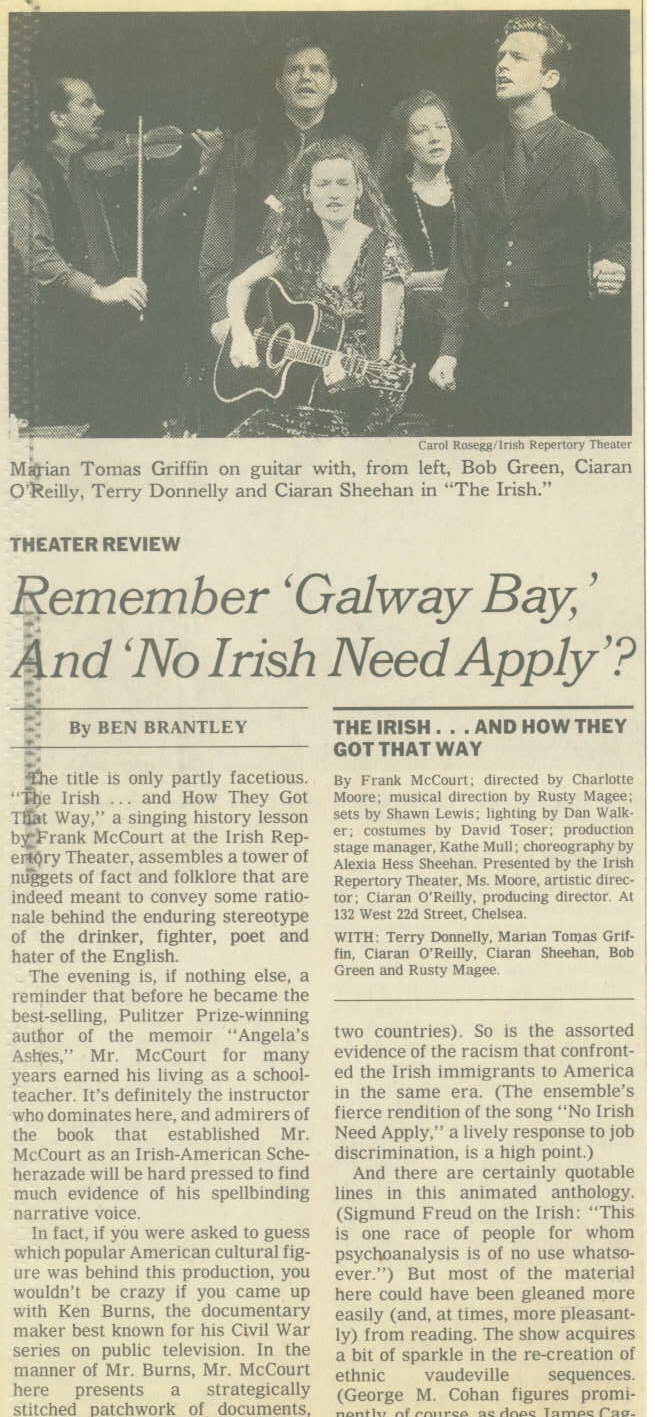 Carol Rosegg/Irish Repertory Theater
Marian Tomas Griffin on guitar with, from left, Bob Green, Ciaran
O'Reilly, Terry Donnelly and Ciaran Sheehan in “The Irish.”
THEATER REVIEW
Remember ‘Galway Bay,’
And ‘No Irish Need Apply’?
By BEN BRANTLEY
The title is only partly facetious.
“The Irish ... and How They Got
That Way,” a singing history lesson
by Frank McCourt at the Irish Rep-
ertory Theater, assembles a tower of
nuggets of fact and folklore that are
indeed meant to convey some ratio-
nale behind the enduring stereotype
of the drinker, fighter, poet and
hater of the English.
The evening is, if nothing else, a
reminder that before he became the
best-selling, Pulitzer Prize-winning
author of the memoir “Angela's
Ashes,” Mr. McCourt for many
years earned his living as a school-
teacher. It's definitely the instructor
who dominates here, and admirers of
the book that established Mr.
McCourt as an Irish-American Sche-
herazade will be hard pressed to find
much evidence of his spellbinding
narrative voice.
In fact, if you were asked to guess
which popular American cultural fig-
ure was behind this production, you
wouldn't be crazy if you came up
with Ken Burns, the documentary
maker best known for his Civil War
series on public television. In the
manner of Mr. Burns, Mr. McCourt
here presents a strategically
stitched patchwork of documents,
THE IRISH . . . AND HOW THEY
GOT THAT WAY
By Frank McCourt; directed by Charlotte
Moore; musical direction by Rusty Magee;
sets by Shawn Lewis; lighting by Dan Walk-
er; costumes by David Toser; production
stage manager, Kathe Mull; choreography by
Alexia Hess Sheehan. Presented by the Irish
Repertory Theater, Ms. Moore, artistic direc-
tor; Ciaran O'Reilly, producing director. At
132 West 22d Street, Chelsea.
WITH: Terry Donnelly, Marian Tomas Grif-
fin, Ciaran O'Reilly, Ciaran Sheehan, Bob
Green and Rusty Magee.
two countries). So is the assorted
evidence of the racism that confront-
ed the Irish immigrants to America
in the same era. (The ensemble's
fierce rendition of the song “No Irish
Need Apply,” a lively response to job
discrimination, is a high point.)
And there are certainly quotable
lines in this animated anthology.
(Sigmund Freud on the Irish: “This
is one race of people for whom
psychoanalysis is of no use whatso-
ever.”) But most of the material
here could have been gleaned more
easily (and, at times, more pleasant-
ly) from reading. The show acquires
a bit of sparkle in the re-creation of
ethnic vaudeville sequences.
(George M. Cohan figures promi-
nently, of course, as does James Cag-